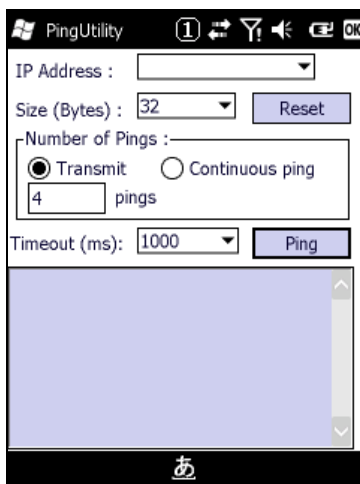 PingUtility 1 OK
IP Address :
Size (Bytes) : 32 Reset
Number of Pings :
Transmit Continuous ping
4 pings
Timeout (ms): 1000 Ping
あ